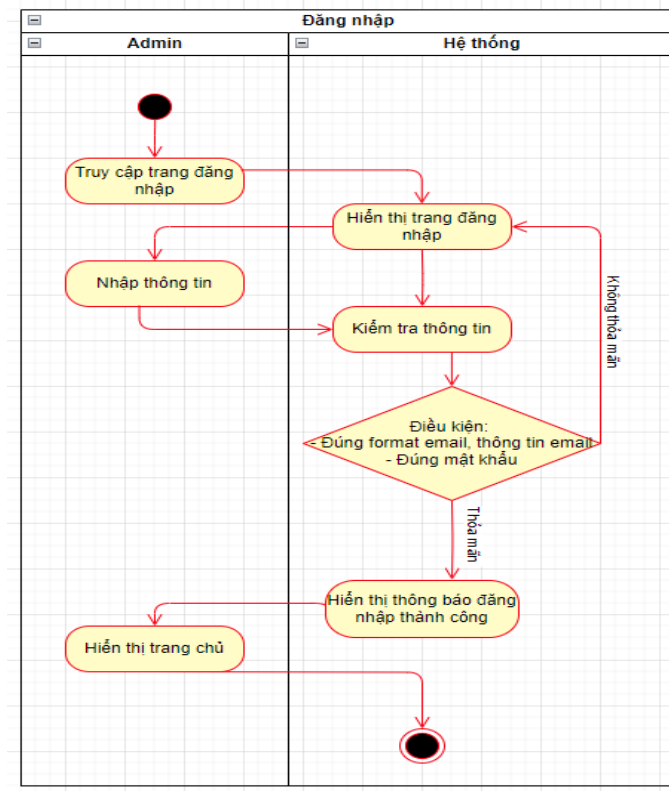 Đăng nhập
Admin
Hệ thống
Truy cập trang đăng
nhập
Hiển thị trang đăng
nhập
Nhập thông tin
Kiểm tra thông tin
Không thỏa mãn
Điều kiện:
- Đúng format email, thông tin email
- Đúng mật khẩu
Thỏa mãn
Hiển thị thông báo đăng
nhập thành công
Hiển thị trang chủ